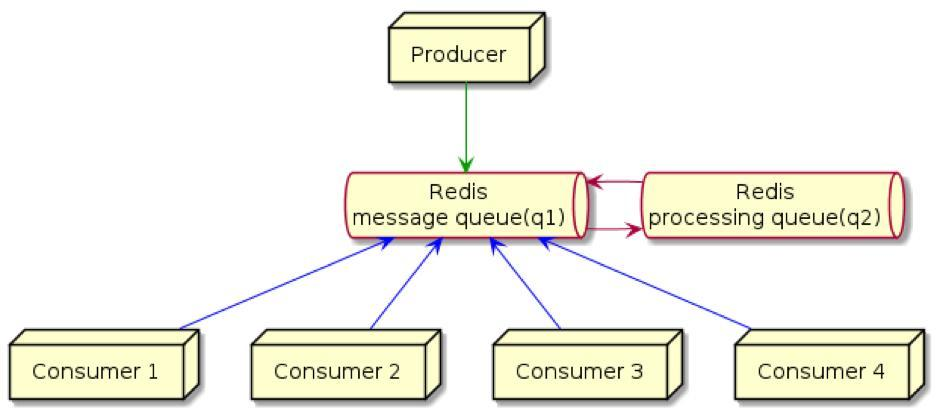 Producer
Redis
message queue(q1)
Redis
processing queue(q2)
Consumer 1
Consumer 2
Consumer 3
Consumer 4